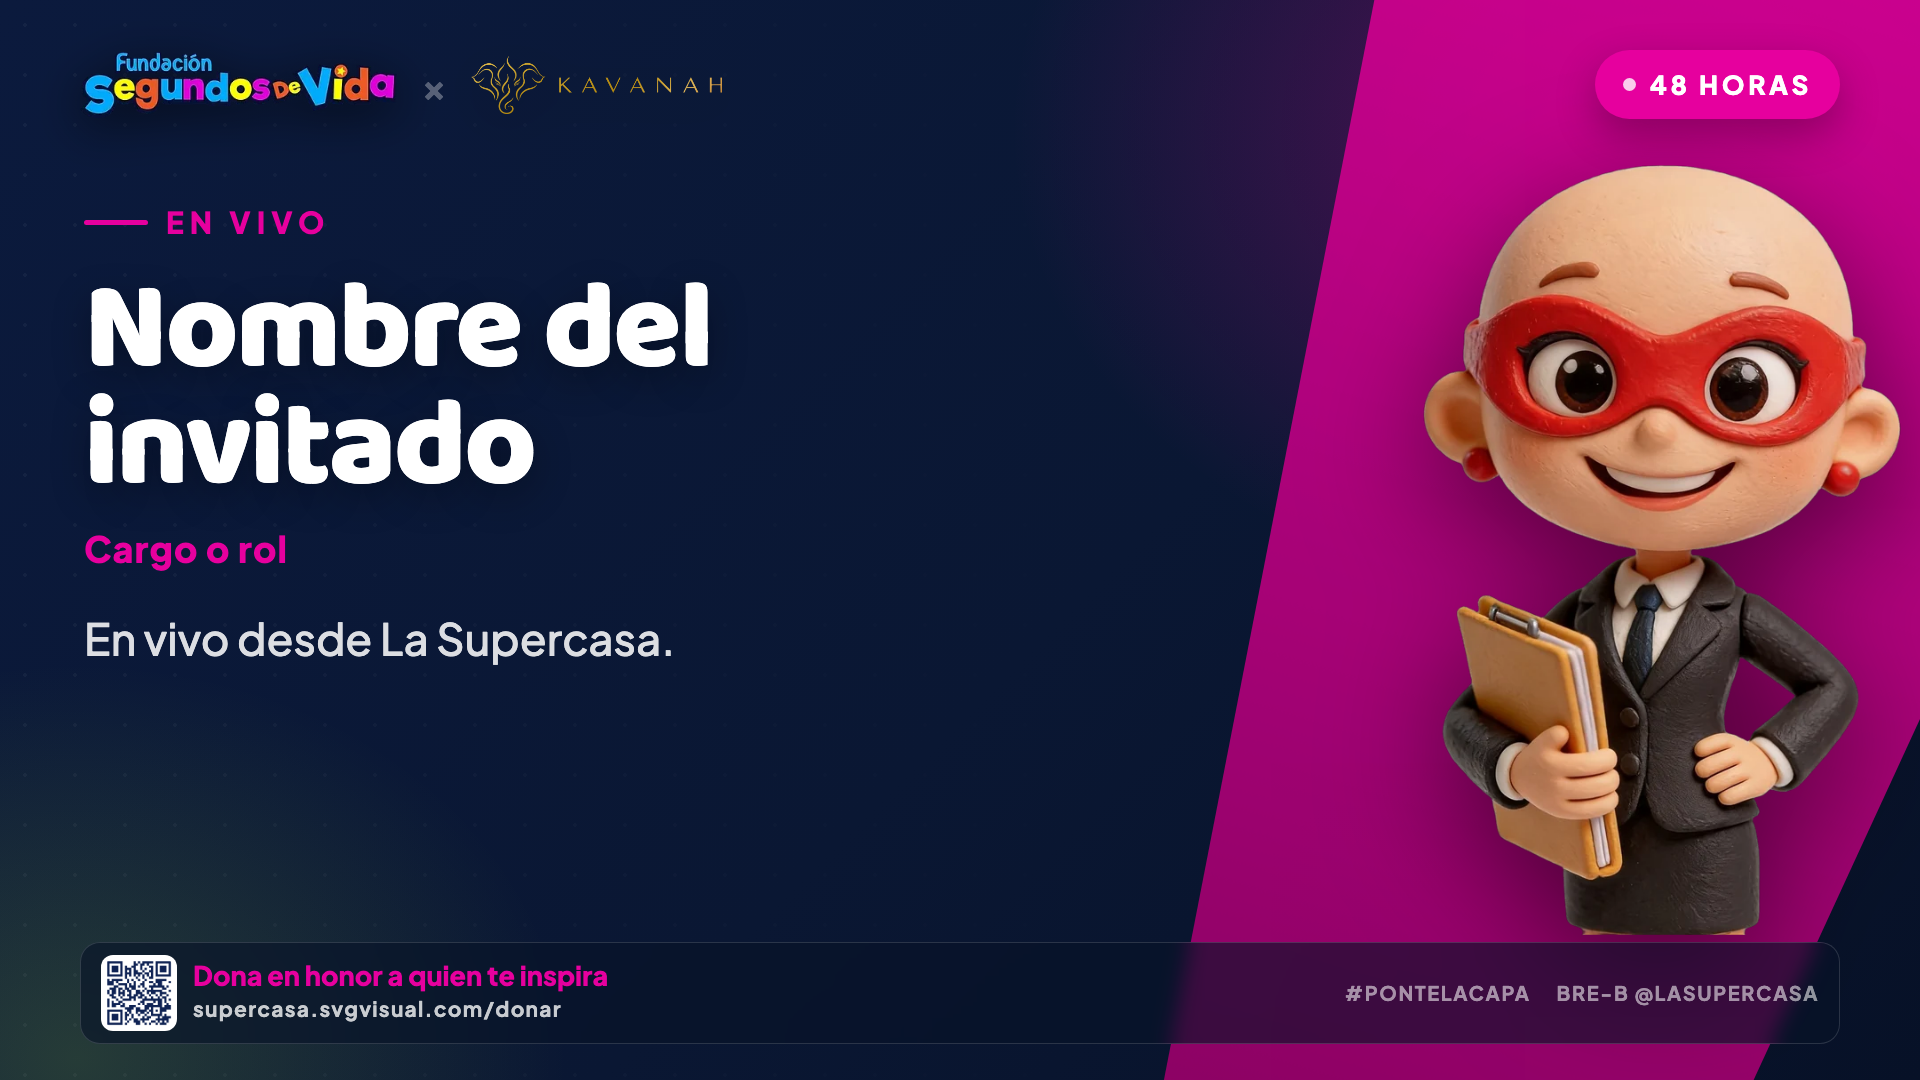 Fundación
Segundos de Vida × KAVANAH
48 HORAS
EN VIVO
Nombre del
invitado
Cargo o rol
En vivo desde La Supercasa.
Dona en honor a quien te inspira
supercasa.svgvisual.com/donar
#PONTELACAPA BRE-B @LASUPERCASA